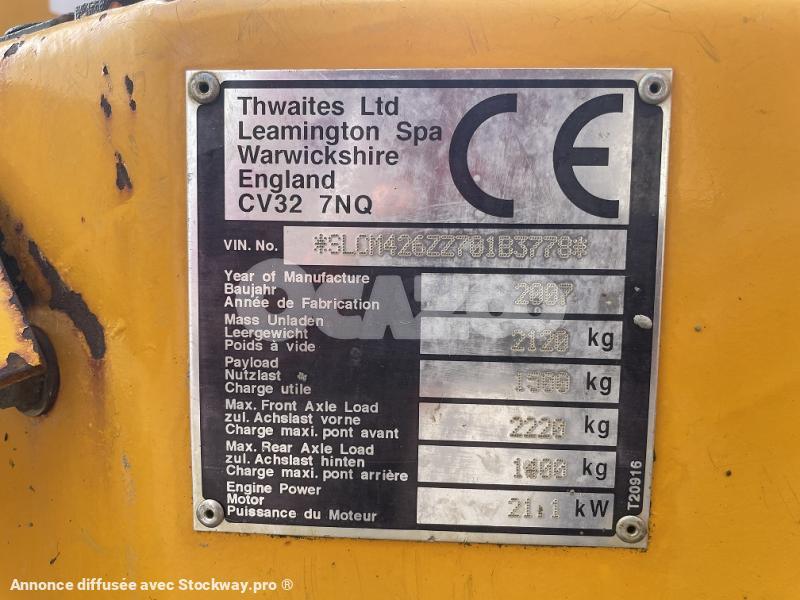 Thwaites Ltd
Leamington Spa
Warwickshire
England
CV32 7NQ
CE
VIN. No. *SLCM426ZZ701B3778*
Year of Manufacture
Baujahr
Année de Fabrication
2007
Mass Unladen
Leergewicht
Poids à vide
2120 kg
Payload
Nutzlast
Charge utile
kg
Max. Front Axle Load
zul. Achslast vorne
Charge maxi. pont avant
2220 kg
Max. Rear Axle Load
zul. Achslast hinten
Charge maxi. pont arrière
1400 kg
Engine Power
Motor
Puissance du Moteur
21.1 kW
T20916
OCAZOO
Annonce diffusée avec Stockway.pro ®